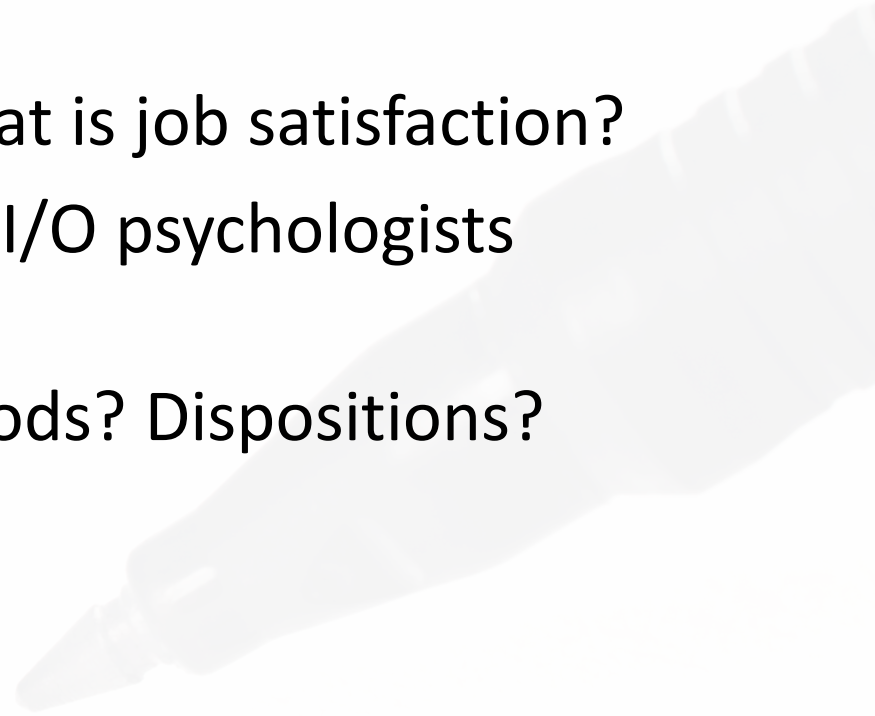 at is job satisfaction?
I/O psychologists
ods? Dispositions?